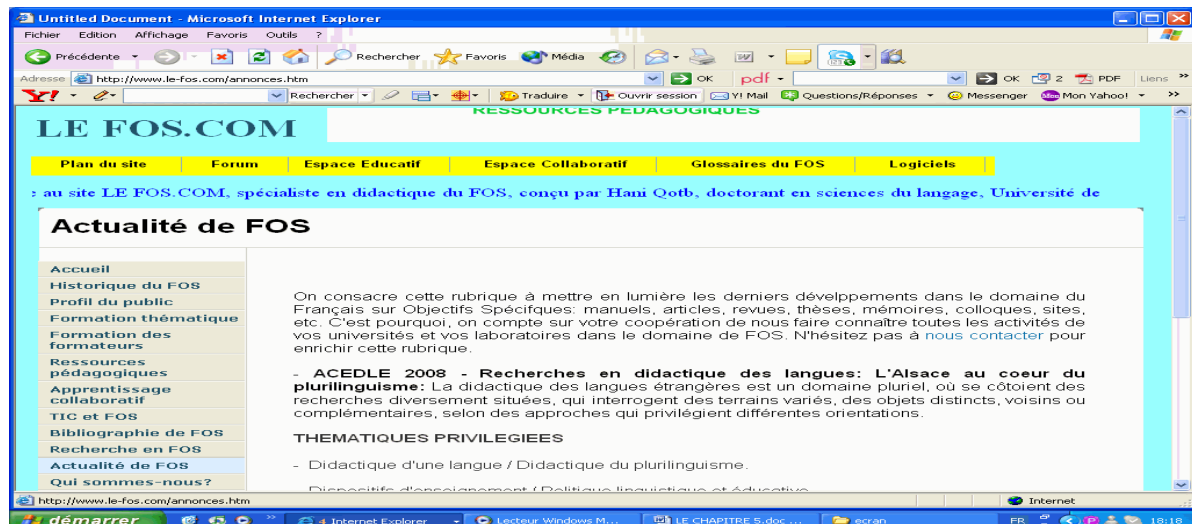 Untitled Document - Microsoft Internet Explorer
Fichier Edition Affichage Favoris Outils ?
Précédente Rechercher Favoris Média
Adresse http://www.le-fos.com/annonces.htm OK pdf - OK 2 PDF Liens »
Y! Rechercher Traduire Ouvrir session Y! Mail Questions/Réponses Messenger Mon Yahoo! »
RESSOURCES PEDAGOGIQUES
LE FOS.COM
Plan du site Forum Espace Educatif Espace Collaboratif Glossaires du FOS Logiciels
au site LE FOS.COM, spécialiste en didactique du FOS, conçu par Hani Qotb, doctorant en sciences du langage, Université de
Actualité de FOS
Accueil
Historique du FOS
Profil du public
Formation thématique
Formation des
formateurs
Ressources
pédagogiques
Apprentissage
collaboratif
TIC et FOS
Bibliographie de FOS
Recherche en FOS
Actualité de FOS
Qui sommes-nous?
On consacre cette rubrique à mettre en lumière les derniers dévelppements dans le domaine du
Français sur Objectifs Spécifques: manuels, articles, revues, thèses, mémoires, colloques, sites,
etc. C'est pourquoi, on compte sur votre coopération de nous faire connaître toutes les activités de
vos universités et vos laboratoires dans le domaine de FOS. N'hésitez pas à nous contacter pour
enrichir cette rubrique.
- ACEDLE 2008 - Recherches en didactique des langues: L'Alsace au coeur du
plurilinguisme: La didactique des langues étrangères est un domaine pluriel, où se côtoient des
recherches diversement situées, qui interrogent des terrains variés, des objets distincts, voisins ou
complémentaires, selon des approches qui privilégient différentes orientations.
THEMATIQUES PRIVILEGIEES
- Didactique d'une langue / Didactique du plurilinguisme.
- Dispositifs d'enseignement / Politique linguistique et éducative
http://www.le-fos.com/annonces.htm Internet
démarrer » 4 Internet Explorer Lecteur Windows M... LE CHAPITRE 5.doc ... ecran FR 18:18